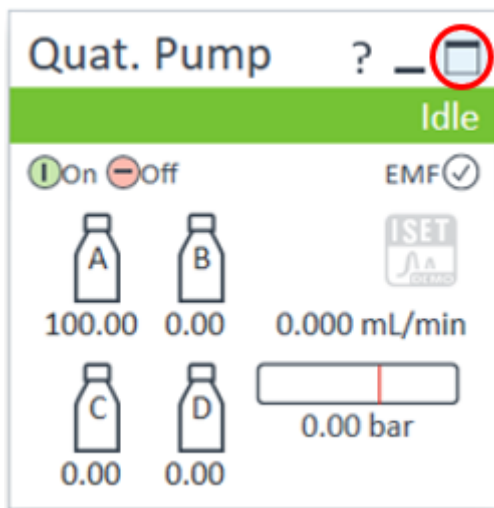 Quat. Pump ?
Idle
On Off EMF
A B ISET
DEMO
100.00 0.00 0.000 mL/min
C D
0.00 bar
0.00 0.00